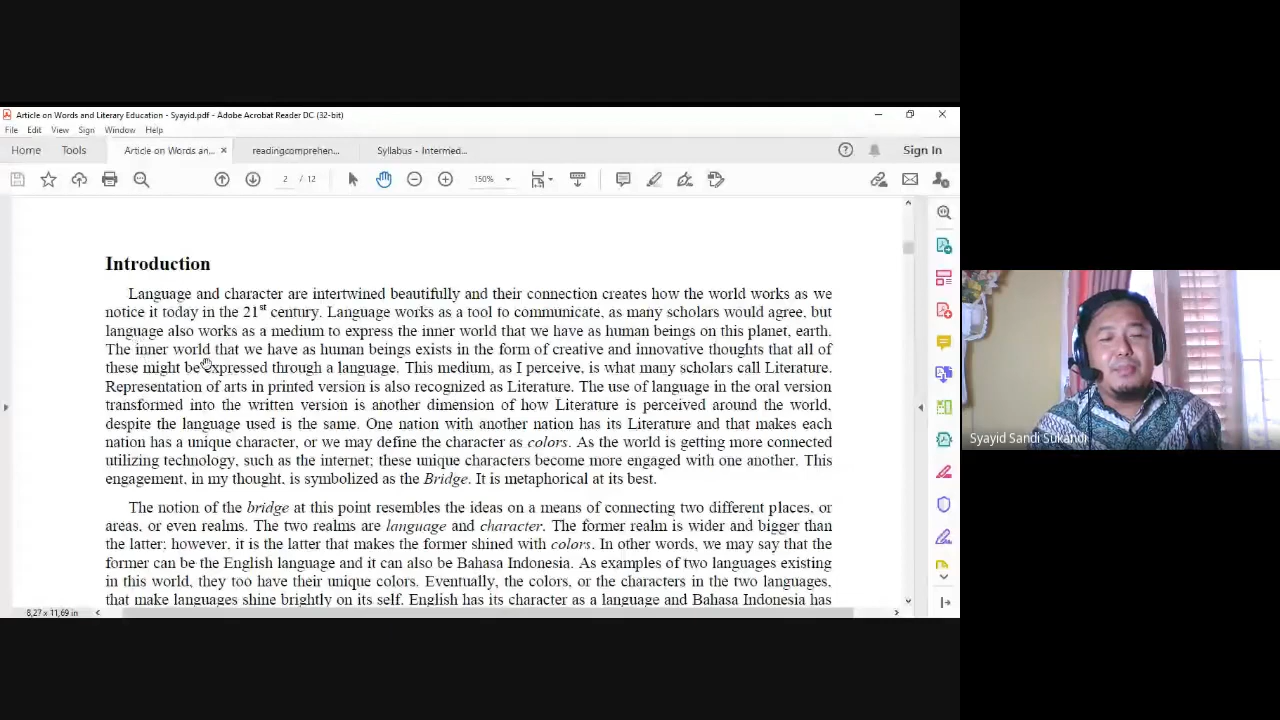 Article on Words and Literary Education - Syayid.pdf - Adobe Acrobat Reader DC (32-bit)
File Edit View Sign Window Help
Home Tools Article on Words an... × readingcomprehen... Syllabus - Intermed... Sign In
2 / 12 150%
Introduction
Language and character are intertwined beautifully and their connection creates how the world works as we
notice it today in the 21st century. Language works as a tool to communicate, as many scholars would agree, but
language also works as a medium to express the inner world that we have as human beings on this planet, earth.
The inner world that we have as human beings exists in the form of creative and innovative thoughts that all of
these might be expressed through a language. This medium, as I perceive, is what many scholars call Literature.
Representation of arts in printed version is also recognized as Literature. The use of language in the oral version
transformed into the written version is another dimension of how Literature is perceived around the world,
despite the language used is the same. One nation with another nation has its Literature and that makes each
nation has a unique character, or we may define the character as colors. As the world is getting more connected
utilizing technology, such as the internet; these unique characters become more engaged with one another. This
engagement, in my thought, is symbolized as the Bridge. It is metaphorical at its best.
The notion of the bridge at this point resembles the ideas on a means of connecting two different places, or
areas, or even realms. The two realms are language and character. The former realm is wider and bigger than
the latter; however, it is the latter that makes the former shined with colors. In other words, we may say that the
former can be the English language and it can also be Bahasa Indonesia. As examples of two languages existing
in this world, they too have their unique colors. Eventually, the colors, or the characters in the two languages,
that make languages shine brightly on its self. English has its character as a language and Bahasa Indonesia has
8,27 x 11,69 in
Syayid Sandi Sukandi